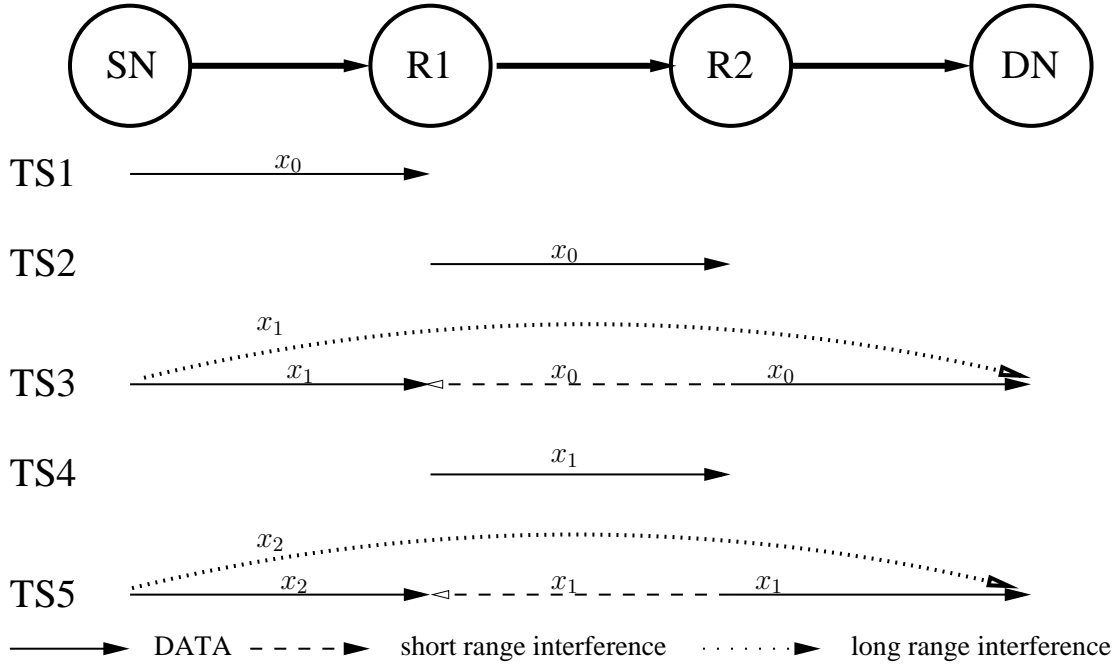 SN R1 R2 DN
TS1 x₀
TS2 x₀
x₁
TS3 x₁ x₀ x₀
TS4 x₁
x₂
TS5 x₂ x₁ x₁
DATA short range interference long range interference